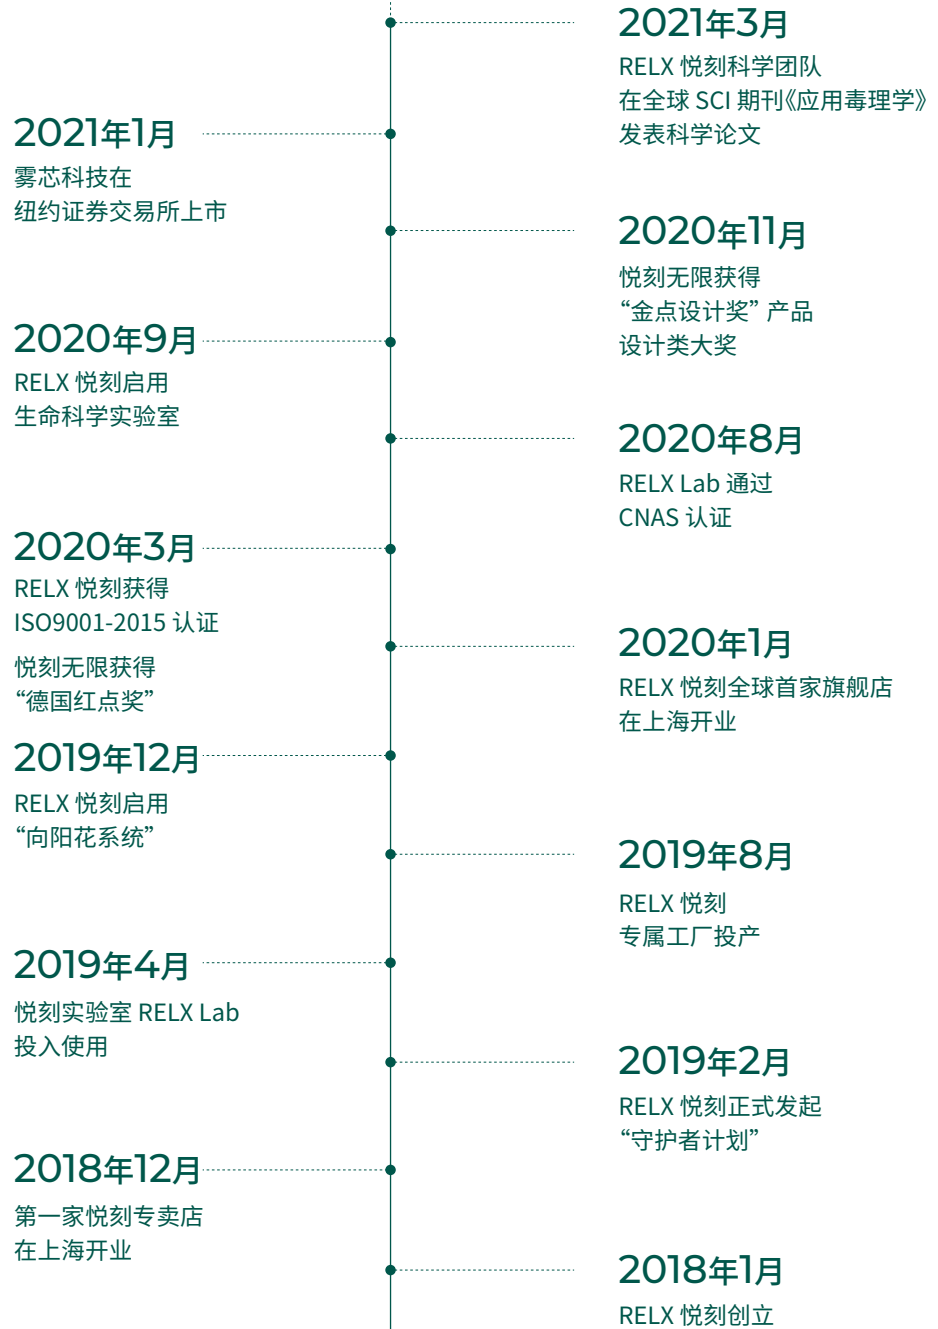 2021年3月
RELX 悦刻科学团队
在全球 SCI 期刊《应用毒理学》
发表科学论文
2021年1月
雾芯科技在
纽约证券交易所上市
2020年11月
悦刻无限获得
“金点设计奖” 产品
设计类大奖
2020年9月
RELX 悦刻启用
生命科学实验室
2020年8月
RELX Lab 通过
CNAS 认证
2020年3月
RELX 悦刻获得
ISO9001-2015 认证
悦刻无限获得
“德国红点奖”
2020年1月
RELX 悦刻全球首家旗舰店
在上海开业
2019年12月
RELX 悦刻启用
“向阳花系统”
2019年8月
RELX 悦刻
专属工厂投产
2019年4月
悦刻实验室 RELX Lab
投入使用
2019年2月
RELX 悦刻正式发起
“守护者计划”
2018年12月
第一家悦刻专卖店
在上海开业
2018年1月
RELX 悦刻创立